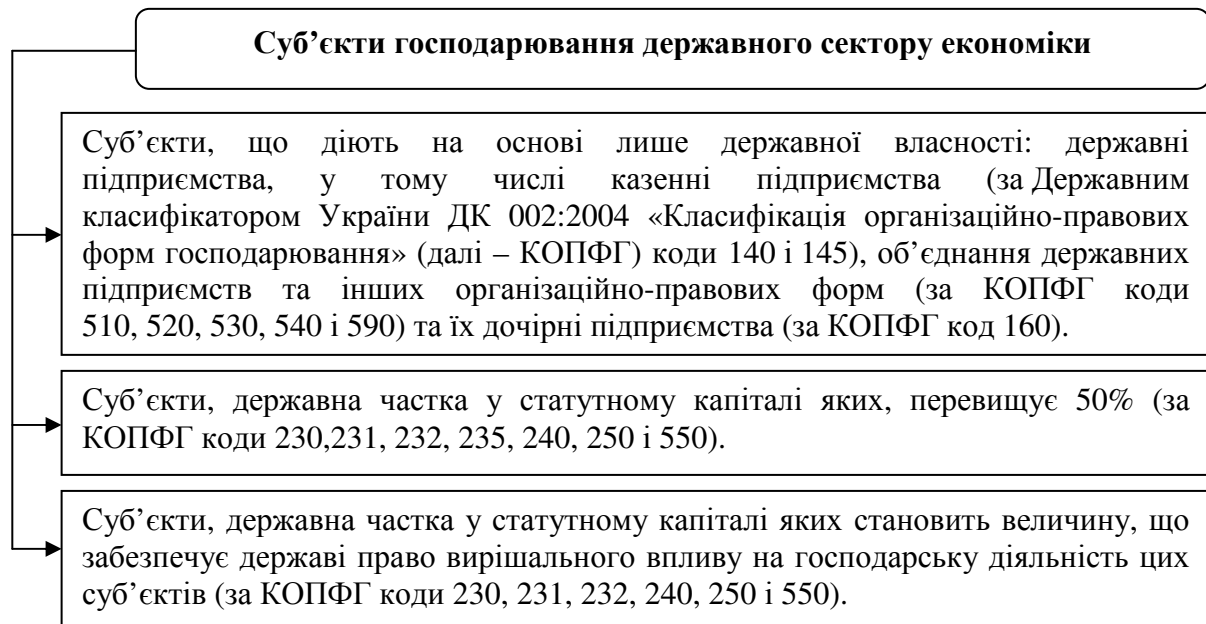 Суб’єкти господарювання державного сектору економіки
Суб’єкти, що діють на основі лише державної власності: державні
підприємства, у тому числі казенні підприємства (за Державним
класифікатором України ДК 002:2004 «Класифікація організаційно-правових
форм господарювання» (далі – КОПФГ) коди 140 і 145), об’єднання державних
підприємств та інших організаційно-правових форм (за КОПФГ коди
510, 520, 530, 540 і 590) та їх дочірні підприємства (за КОПФГ код 160).
Суб’єкти, державна частка у статутному капіталі яких, перевищує 50% (за
КОПФГ коди 230,231, 232, 235, 240, 250 і 550).
Суб’єкти, державна частка у статутному капіталі яких становить величину, що
забезпечує державі право вирішального впливу на господарську діяльність цих
суб’єктів (за КОПФГ коди 230, 231, 232, 240, 250 і 550).